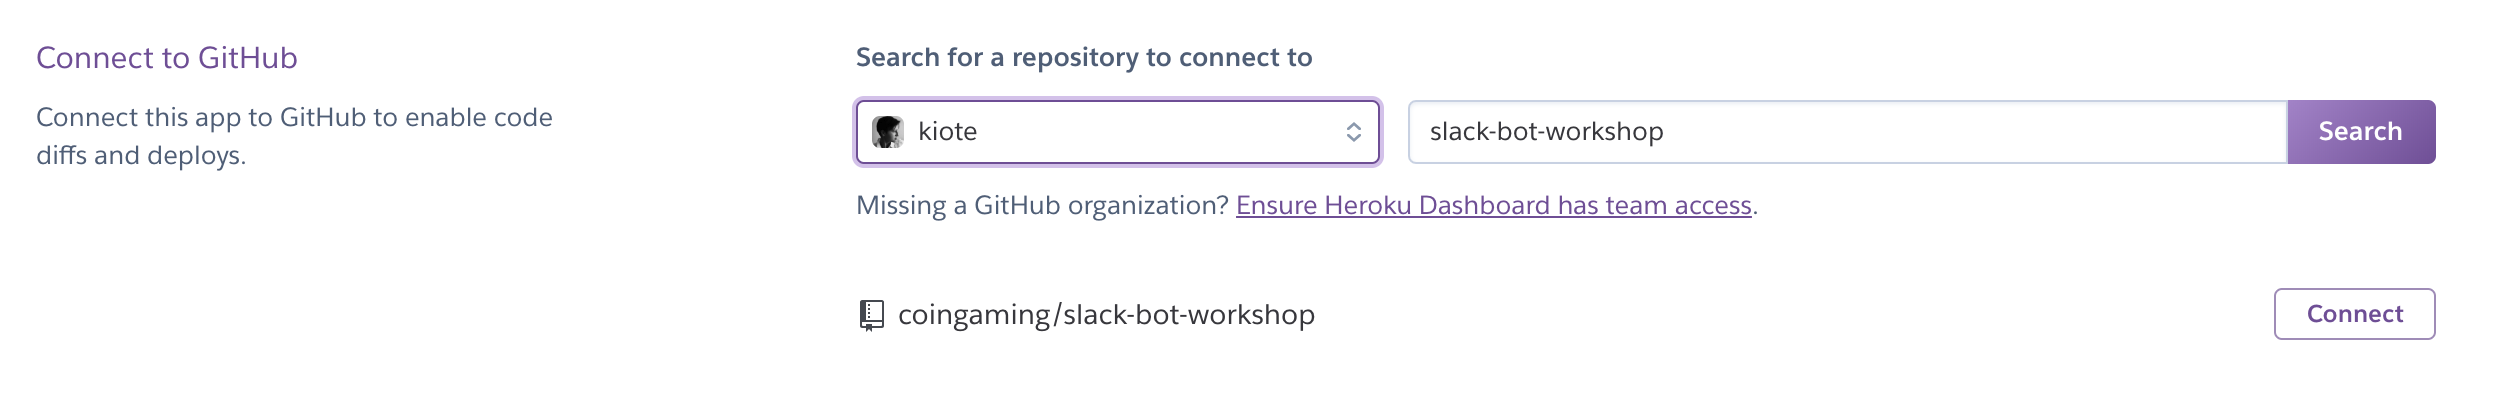 Connect to GitHub
Connect this app to GitHub to enable code
diffs and deploys.
Search for a repository to connect to
kiote
slack-bot-workshop
Search
Missing a GitHub organization? Ensure Heroku Dashboard has team access.
coingaming/slack-bot-workshop
Connect